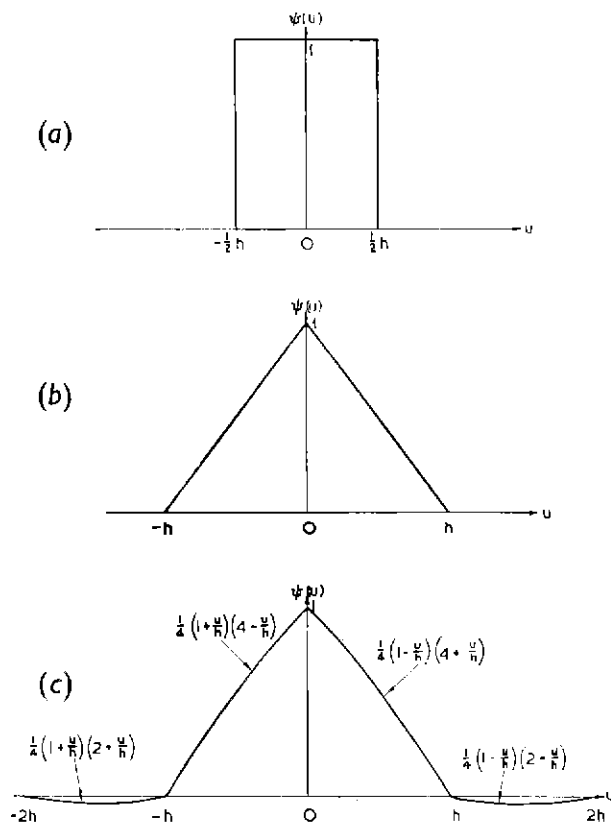 ψ(u)
1
(a)
-½h O ½h u
ψ(u)
1
(b)
-h O h u
ψ(u)
1
¼(1+u/h)(4-u/h) ¼(1-u/h)(4+u/h)
(c)
¼(1+u/h)(2+u/h) ¼(1-u/h)(2-u/h)
-2h -h O h 2h u